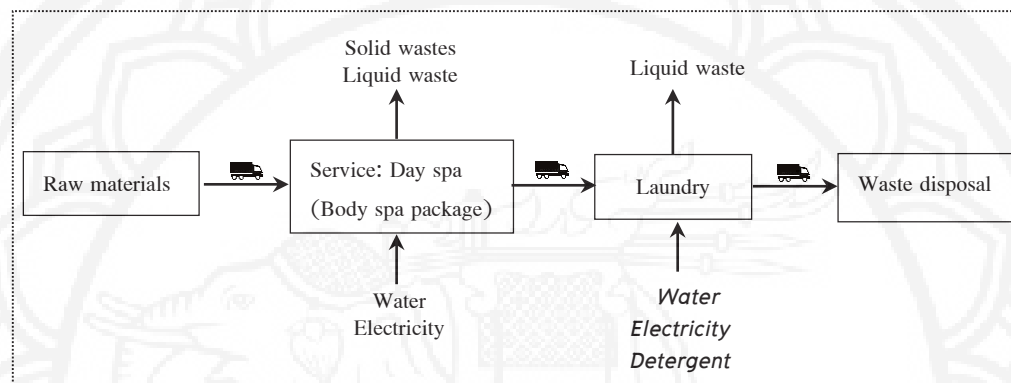 Solid wastes
Liquid waste
Liquid waste
Raw materials
Service: Day spa
(Body spa package)
Laundry
Waste disposal
Water
Electricity
Water
Electricity
Detergent